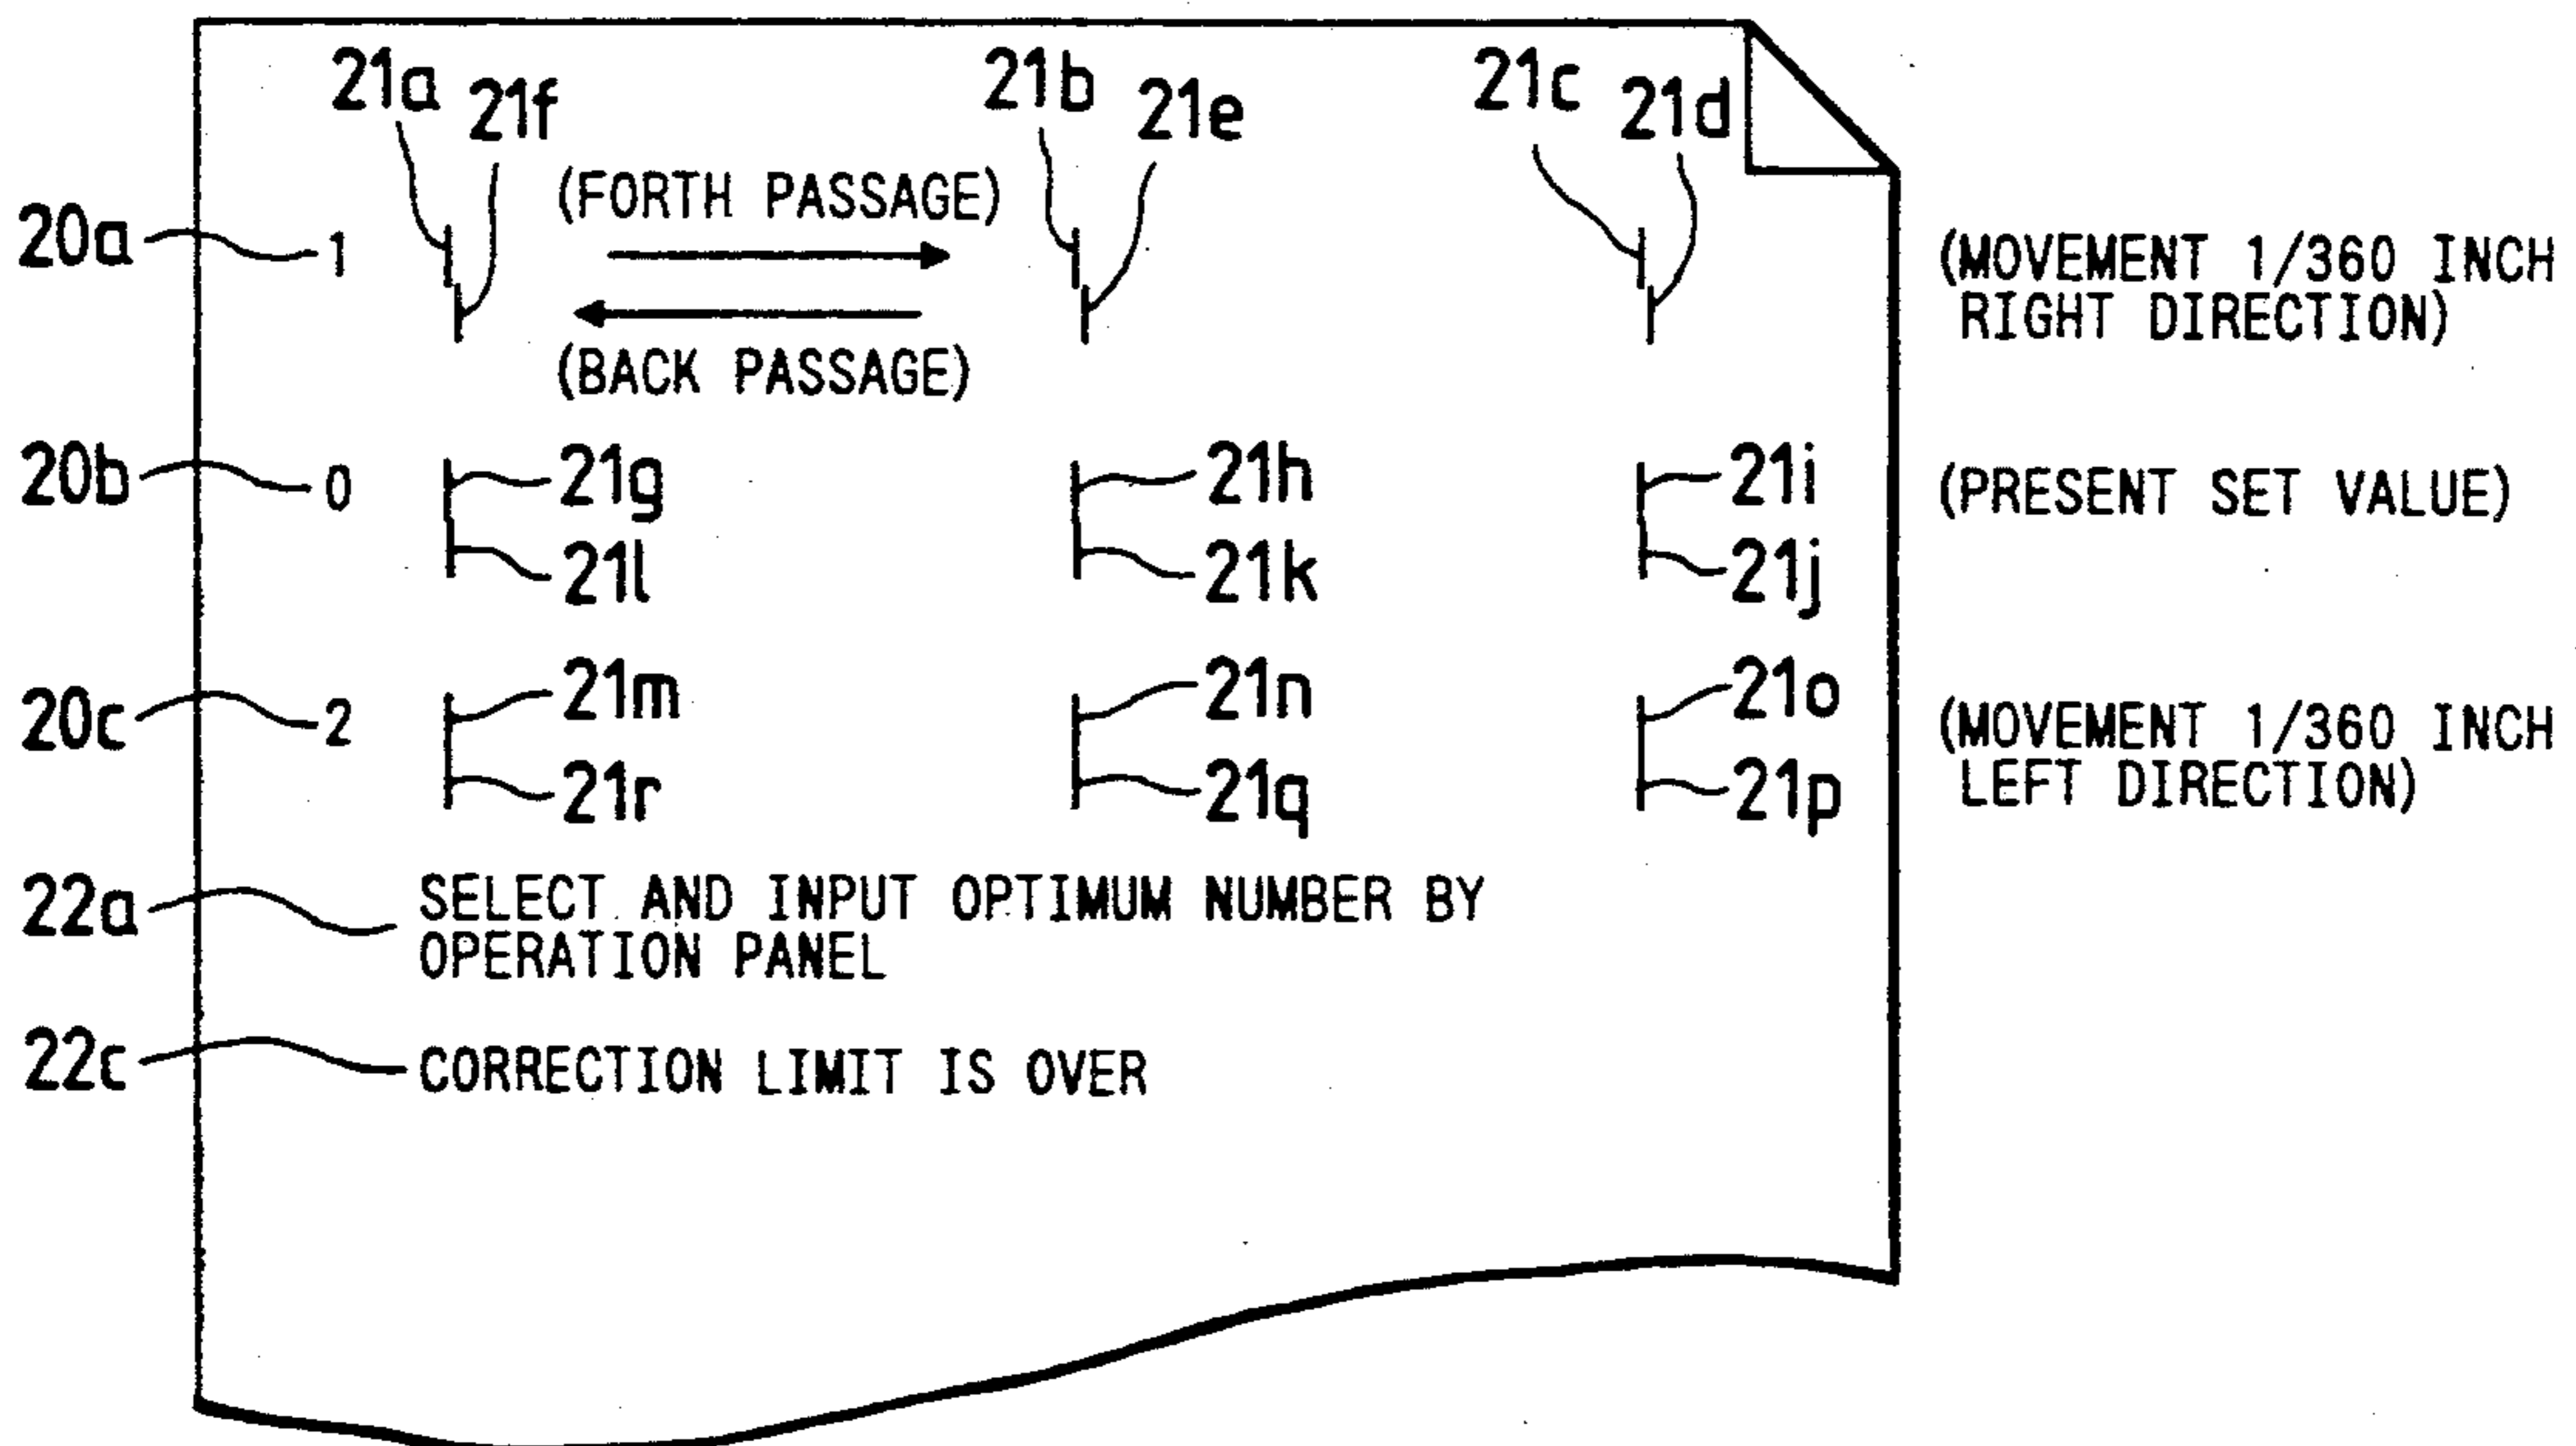 21a 21f 21b 21e 21c 21d
(FORTH PASSAGE)
20a 1 (MOVEMENT 1/360 INCH
RIGHT DIRECTION)
(BACK PASSAGE)
20b 0 21g 21h 21i (PRESENT SET VALUE)
21l 21k 21j
20c 2 21m 21n 21o (MOVEMENT 1/360 INCH
21r 21q 21p LEFT DIRECTION)
22a SELECT AND INPUT OPTIMUM NUMBER BY
OPERATION PANEL
22c CORRECTION LIMIT IS OVER